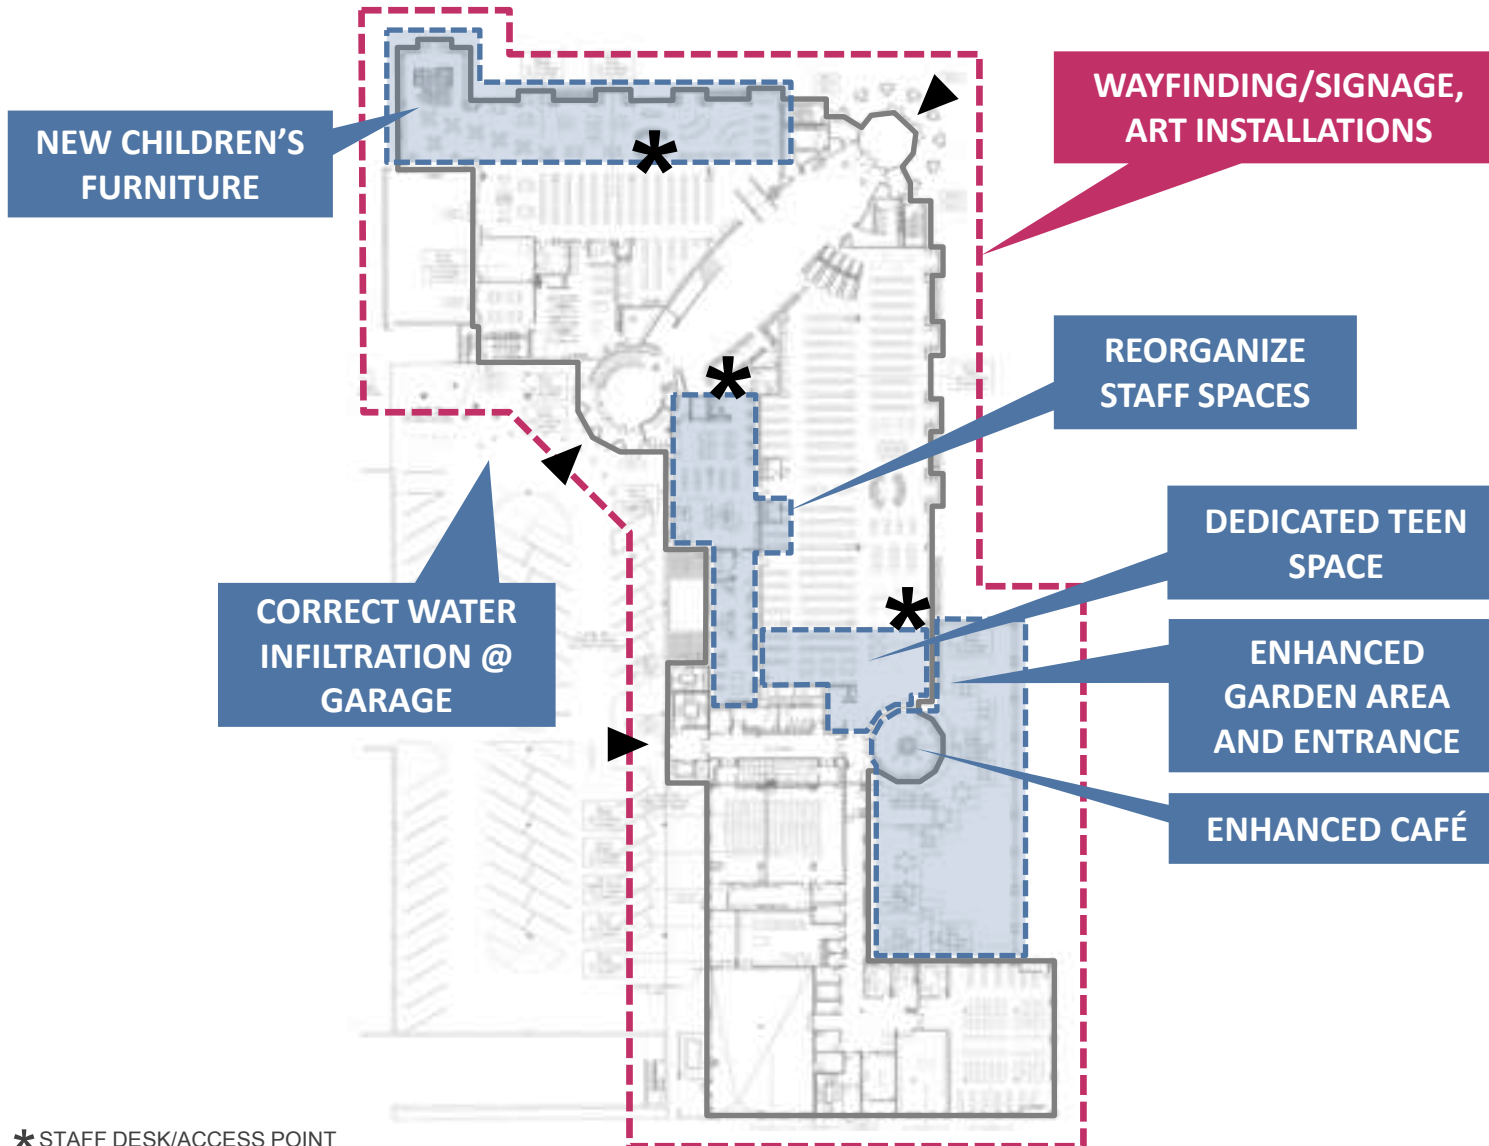 WAYFINDING/SIGNAGE,
ART INSTALLATIONS
NEW CHILDREN'S
FURNITURE
REORGANIZE
STAFF SPACES
DEDICATED TEEN
SPACE
CORRECT WATER
INFILTRATION @
GARAGE
ENHANCED
GARDEN AREA
AND ENTRANCE
ENHANCED CAFÉ
* STAFF DESK/ACCESS POINT